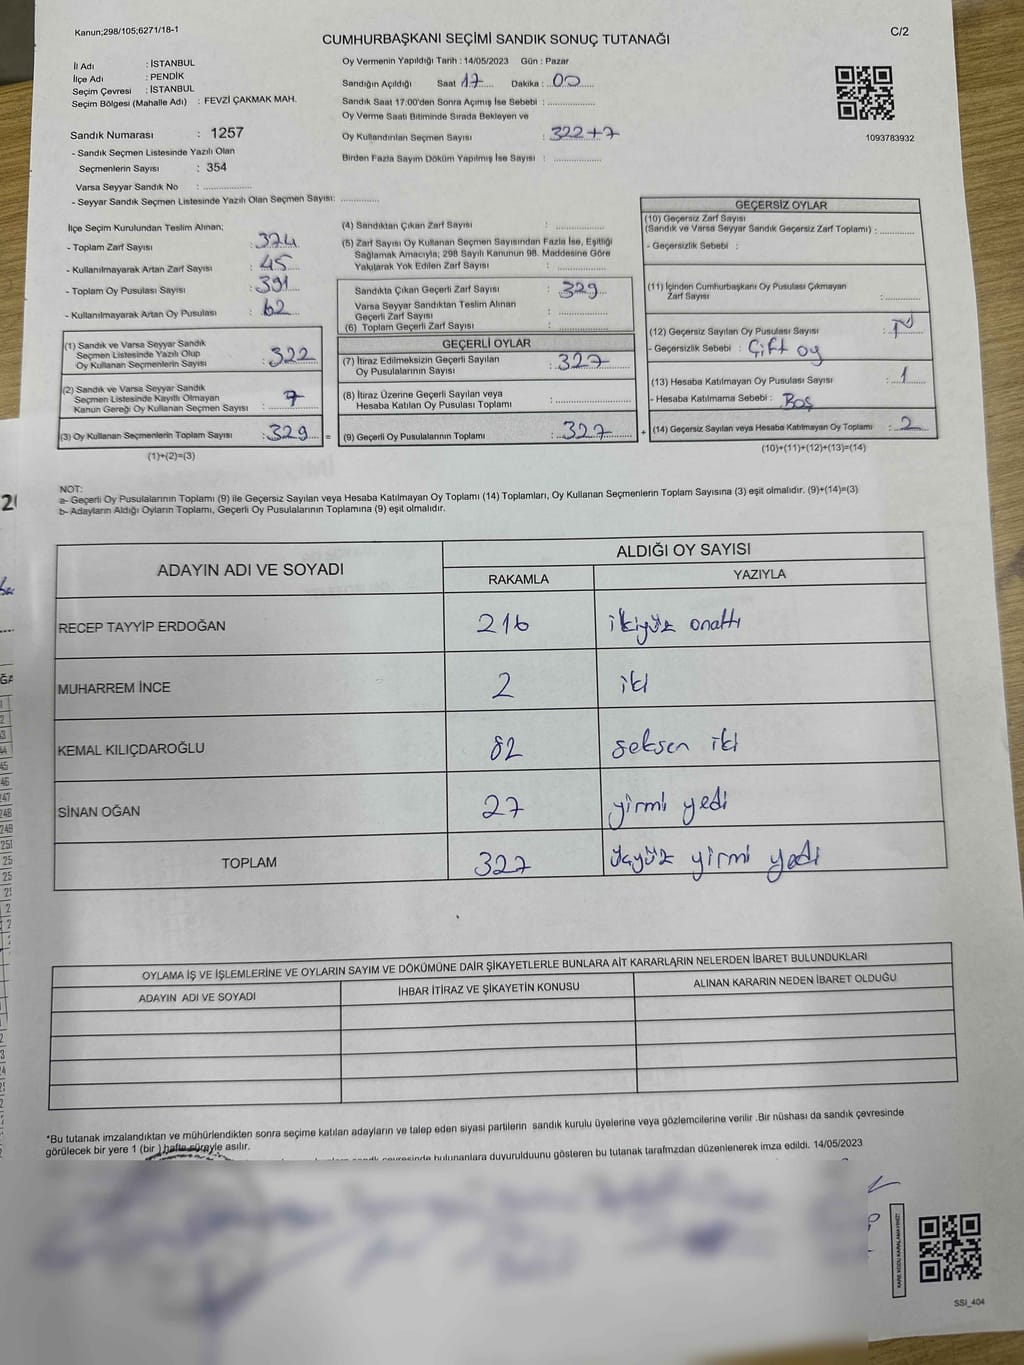 Kanun;298/105;6271/18-1
C/2
CUMHURBAŞKANI SEÇİMİ SANDIK SONUÇ TUTANAĞI
İl Adı : İSTANBUL
İlçe Adı : PENDİK
Seçim Çevresi : İSTANBUL
Seçim Bölgesi (Mahalle Adı) : FEVZİ ÇAKMAK MAH.
Sandık Numarası : 1257
- Sandık Seçmen Listesinde Yazılı Olan
Seçmenlerin Sayısı : 354
Varsa Seyyar Sandık No : ................
- Seyyar Sandık Seçmen Listesinde Yazılı Olan Seçmen Sayısı: ............
Oy Vermenin Yapıldığı Tarih : 14/05/2023 Gün : Pazar
Sandığın Açıldığı Saat 17 Dakika : 00
Sandık Saat 17:00'den Sonra Açımış İse Sebebi : ...............
Oy Verme Saati Bitiminde Sırada Bekleyen ve
Oy Kullandırılan Seçmen Sayısı : 322+7
Birden Fazla Sayım Döküm Yapılmış İse Sayısı : ...............
1093783932
İlçe Seçim Kurulundan Teslim Alınan;
- Toplam Zarf Sayısı : 374
- Kullanılmayarak Artan Zarf Sayısı : 45
- Toplam Oy Pusulası Sayısı : 391
- Kullanılmayarak Artan Oy Pusulası : 62
(1) Sandık ve Varsa Seyyar Sandık
Seçmen Listesinde Yazılı Olup
Oy Kullanan Seçmenlerin Sayısı : 322
(2) Sandık ve Varsa Seyyar Sandık
Seçmen Listesinde Kayıtlı Olmayan
Kanun Gereği Oy Kullanan Seçmen Sayısı : 7
(3) Oy Kullanan Seçmenlerin Toplam Sayısı : 329 =
(1)+(2)=(3)
(4) Sandıktan Çıkan Zarf Sayısı : ...............
(5) Zarf Sayısı Oy Kullanan Seçmen Sayısından Fazla İse, Eşitliği
Sağlamak Amacıyla; 298 Sayılı Kanunun 98. Maddesine Göre
Yakılarak Yok Edilen Zarf Sayısı : ...............
Sandıkta Çıkan Geçerli Zarf Sayısı : 329
Varsa Seyyar Sandıktan Teslim Alınan
Geçerli Zarf Sayısı : ...............
(6) Toplam Geçerli Zarf Sayısı : ...............
GEÇERLİ OYLAR
(7) İtiraz Edilmeksizin Geçerli Sayılan
Oy Pusulalarının Sayısı : 327
(8) İtiraz Üzerine Geçerli Sayılan veya
Hesaba Katılan Oy Pusulası Toplamı : ...............
(9) Geçerli Oy Pusulalarının Toplamı : 327 +
GEÇERSİZ OYLAR
(10) Geçersiz Zarf Sayısı
(Sandık ve Varsa Seyyar Sandık Geçersiz Zarf Toplamı) : ...........
- Geçersizlik Sebebi :
(11) İçinden Cumhurbaşkanı Oy Pusulası Çıkmayan
Zarf Sayısı : ...........
(12) Geçersiz Sayılan Oy Pusulası Sayısı :
- Geçersizlik Sebebi : Çift oy
(13) Hesaba Katılmayan Oy Pusulası Sayısı : 1
- Hesaba Katılmama Sebebi : Boş
(14) Geçersiz Sayılan veya Hesaba Katılmayan Oy Toplamı : 2
(10)+(11)+(12)+(13)=(14)
NOT:
a- Geçerli Oy Pusulalarının Toplamı (9) ile Geçersiz Sayılan veya Hesaba Katılmayan Oy Toplamı (14) Toplamları, Oy Kullanan Seçmenlerin Toplam Sayısına (3) eşit olmalıdır. (9)+(14)=(3)
b- Adayların Aldığı Oyların Toplamı, Geçerli Oy Pusulalarının Toplamına (9) eşit olmalıdır.
ADAYIN ADI VE SOYADI
ALDIĞI OY SAYISI
RAKAMLA YAZIYLA
RECEP TAYYİP ERDOĞAN 216 ikiyüz onaltı
MUHARREM İNCE 2 iki
KEMAL KILIÇDAROĞLU 82 seksen iki
SİNAN OĞAN 27 yirmi yedi
TOPLAM 327 üçyüz yirmi yedi
OYLAMA İŞ VE İŞLEMLERİNE VE OYLARIN SAYIM VE DÖKÜMÜNE DAİR ŞİKAYETLERLE BUNLARA AİT KARARLARIN NELERDEN İBARET BULUNDUKLARI
ADAYIN ADI VE SOYADI İHBAR İTİRAZ VE ŞİKAYETİN KONUSU ALINAN KARARIN NEDEN İBARET OLDUĞU
*Bu tutanak imzalandıktan ve mühürlendikten sonra seçime katılan adayların ve talep eden siyasi partilerin sandık kurulu üyelerine veya gözlemcilerine verilir .Bir nüshası da sandık çevresinde
görülecek bir yere 1 (bir ) hafta süreyle asılır.
çevresinde bulunanlara duyurulduunu gösteren bu tutanak tarafmzdan düzenlenerek imza edildi. 14/05/2023
KARE KODU KARALAMAYINIZ!
SSI_404